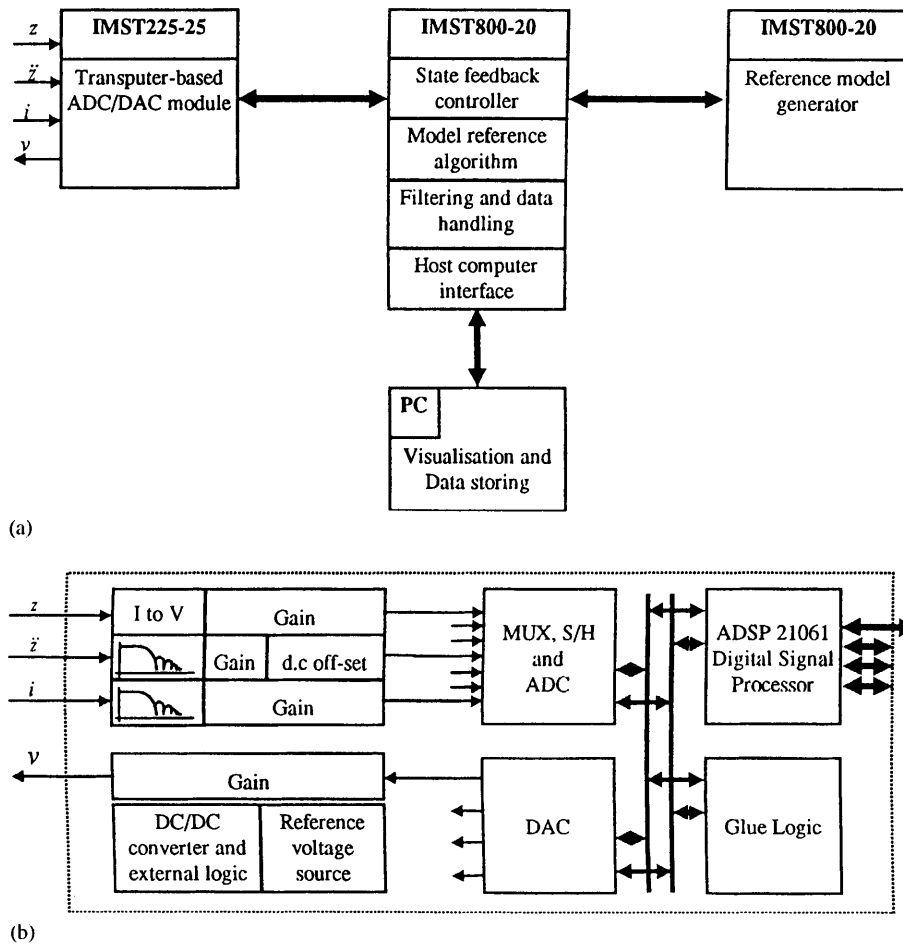 IMST225-25
IMST800-20
IMST800-20
z
z̈
i
v
Transputer-based
ADC/DAC module
State feedback
controller
Model reference
algorithm
Filtering and data
handling
Host computer
interface
Reference model
generator
PC
Visualisation and
Data storing
(a)
z
z̈
i
I to V
Gain
Gain
d.c off-set
Gain
MUX, S/H
and
ADC
ADSP 21061
Digital Signal
Processor
v
Gain
DC/DC
converter and
external logic
Reference
voltage
source
DAC
Glue Logic
(b)